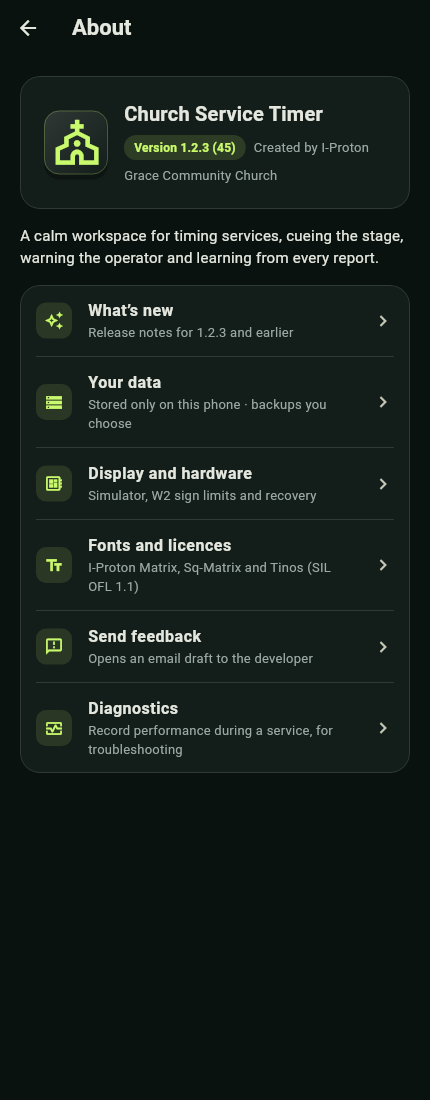 About
Church Service Timer
Version 1.2.3 (45) Created by I-Proton
Grace Community Church
A calm workspace for timing services, cueing the stage,
warning the operator and learning from every report.
What’s new
Release notes for 1.2.3 and earlier
Your data
Stored only on this phone · backups you
choose
Display and hardware
Simulator, W2 sign limits and recovery
Fonts and licences
I-Proton Matrix, Sq-Matrix and Tinos (SIL
OFL 1.1)
Send feedback
Opens an email draft to the developer
Diagnostics
Record performance during a service, for
troubleshooting